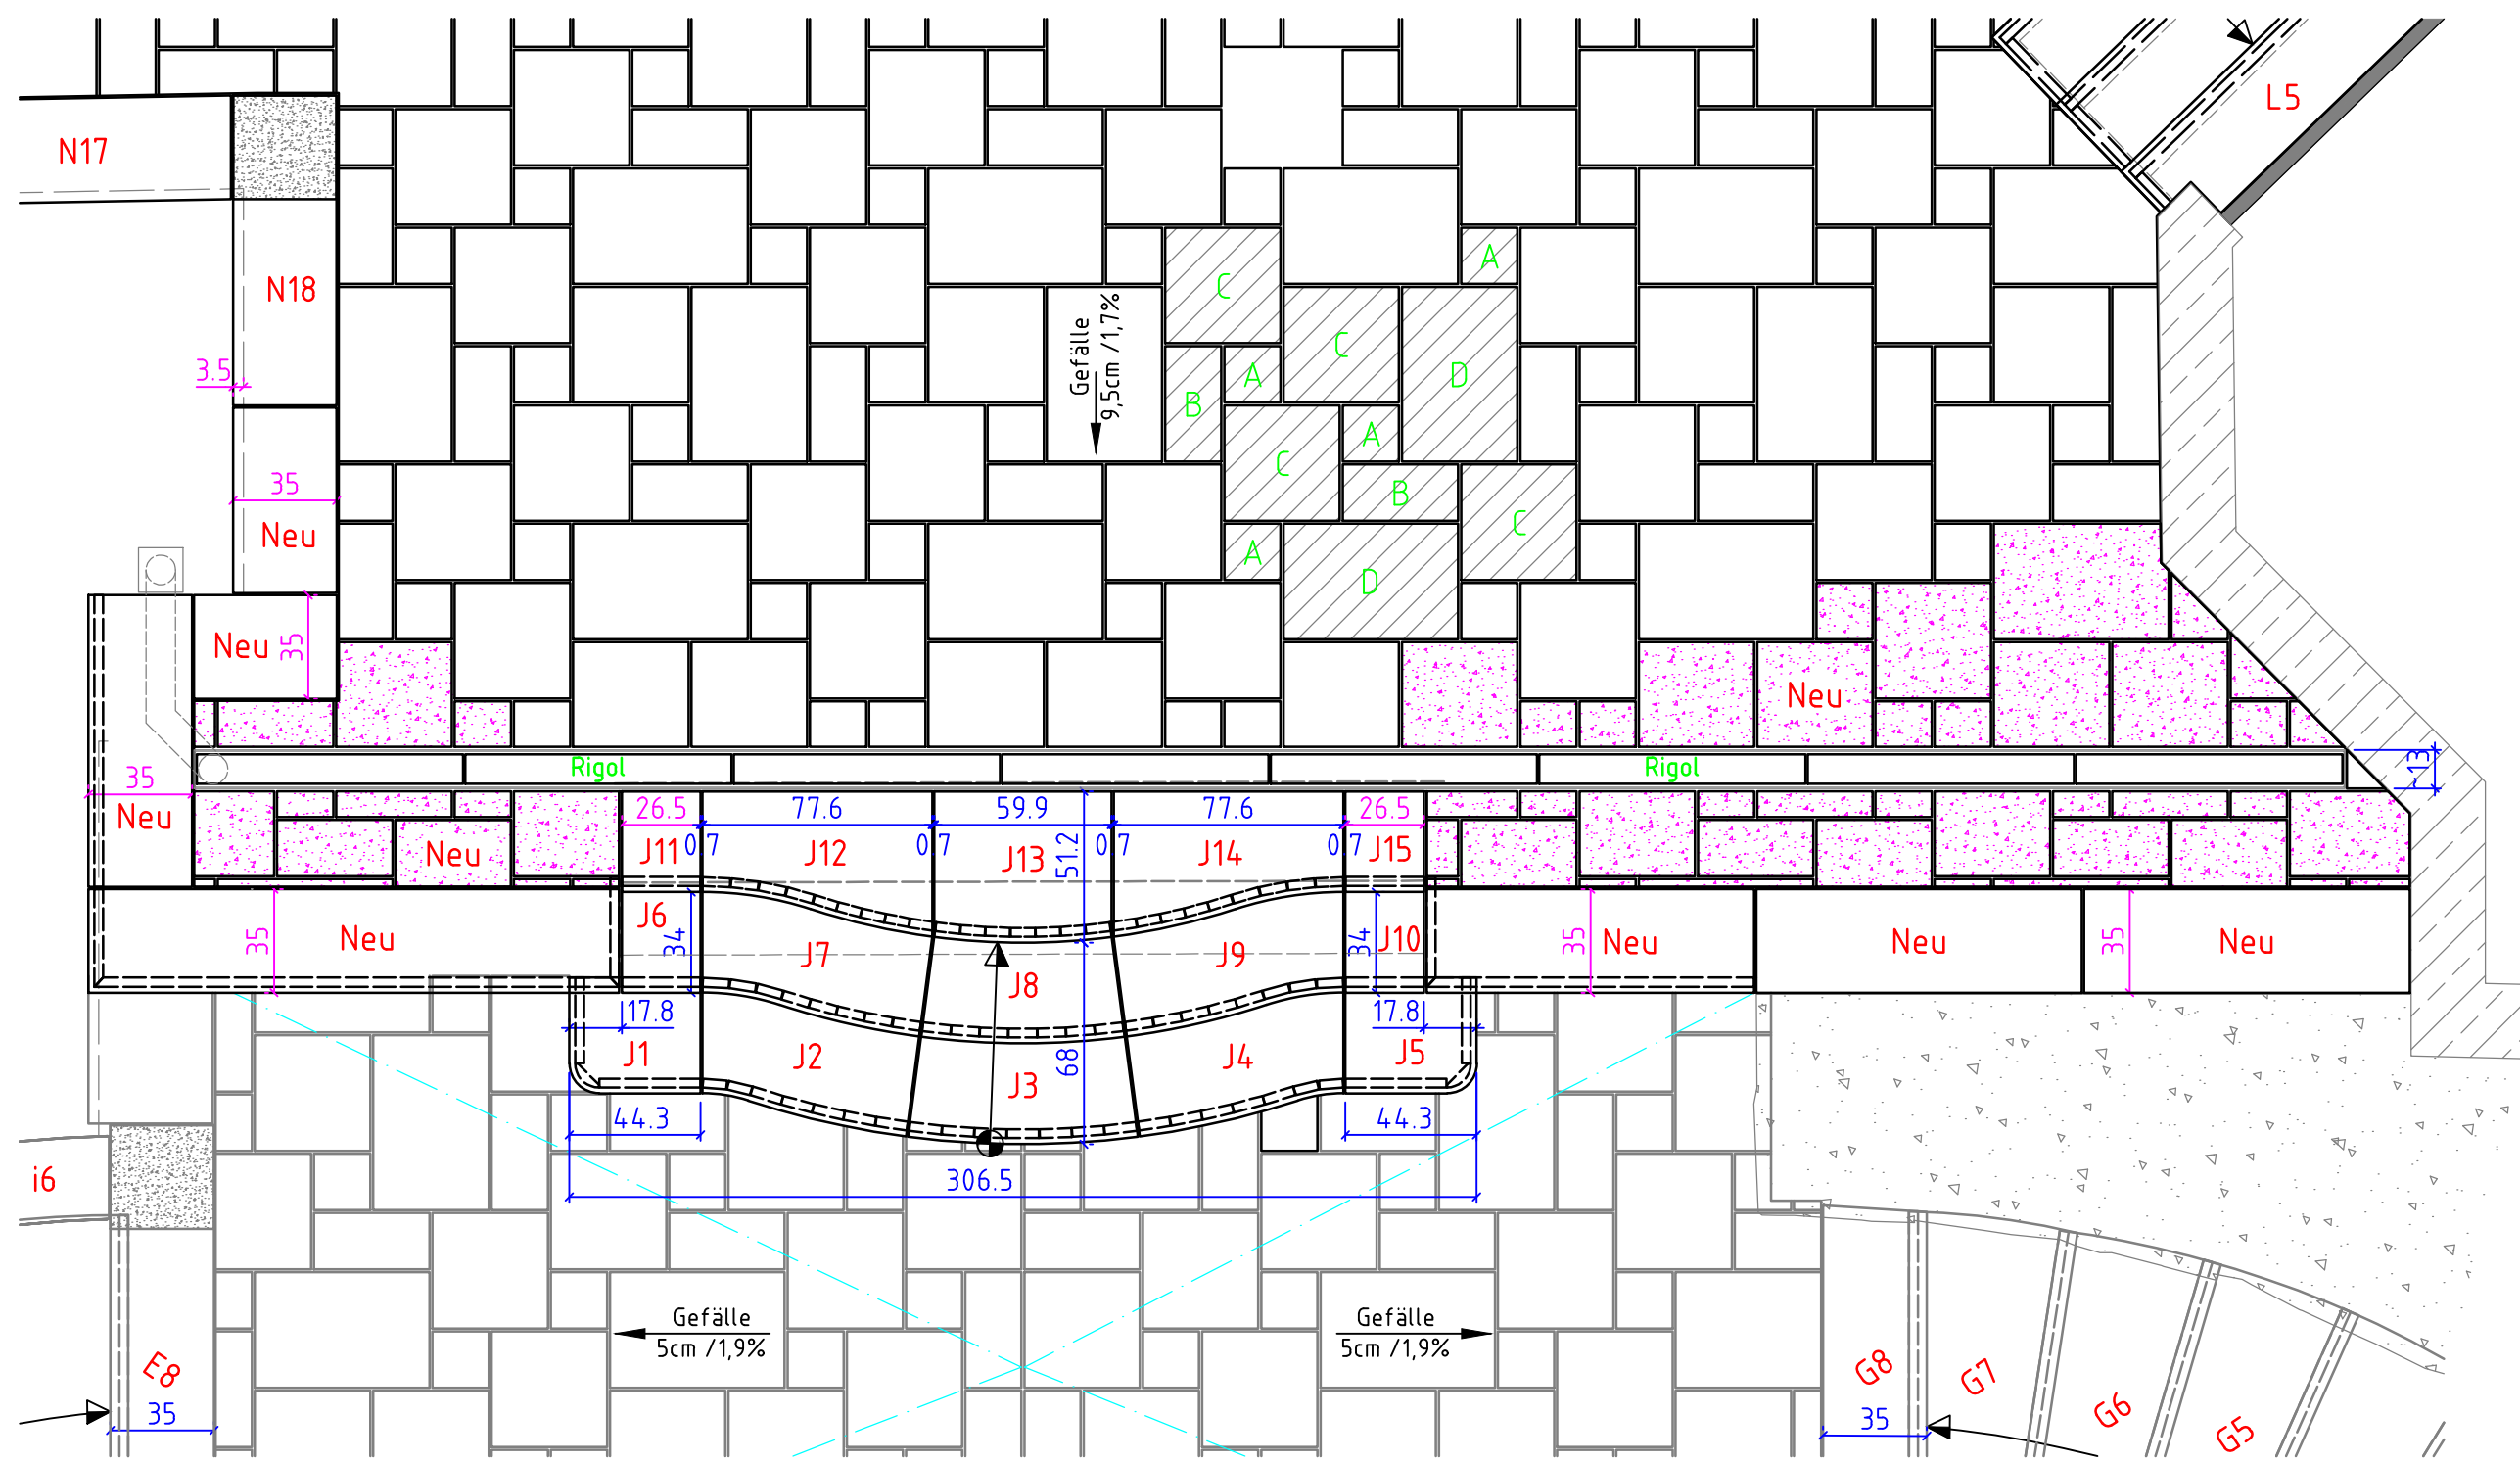 L5
N17
N18
A
C
C
D
Gefälle
9,5cm /1,7%
3.5
A
B
A
C
35
B
C
Neu
A
D
Neu
35
Neu
Rigol
Rigol
~13
35
Neu
26.5
77.6
59.9
77.6
26.5
J11
0.7
J12
0.7
J13
51.2
0.7
J14
0.7
J15
Neu
J6
34
J7
J8
J9
34
J10
35
Neu
35
Neu
Neu
35
Neu
17.8
17.8
J1
J2
J3
68
J4
J5
44.3
44.3
306.5
i6
Gefälle
5cm /1,9%
Gefälle
5cm /1,9%
E8
35
G8
G7
G6
G5
35